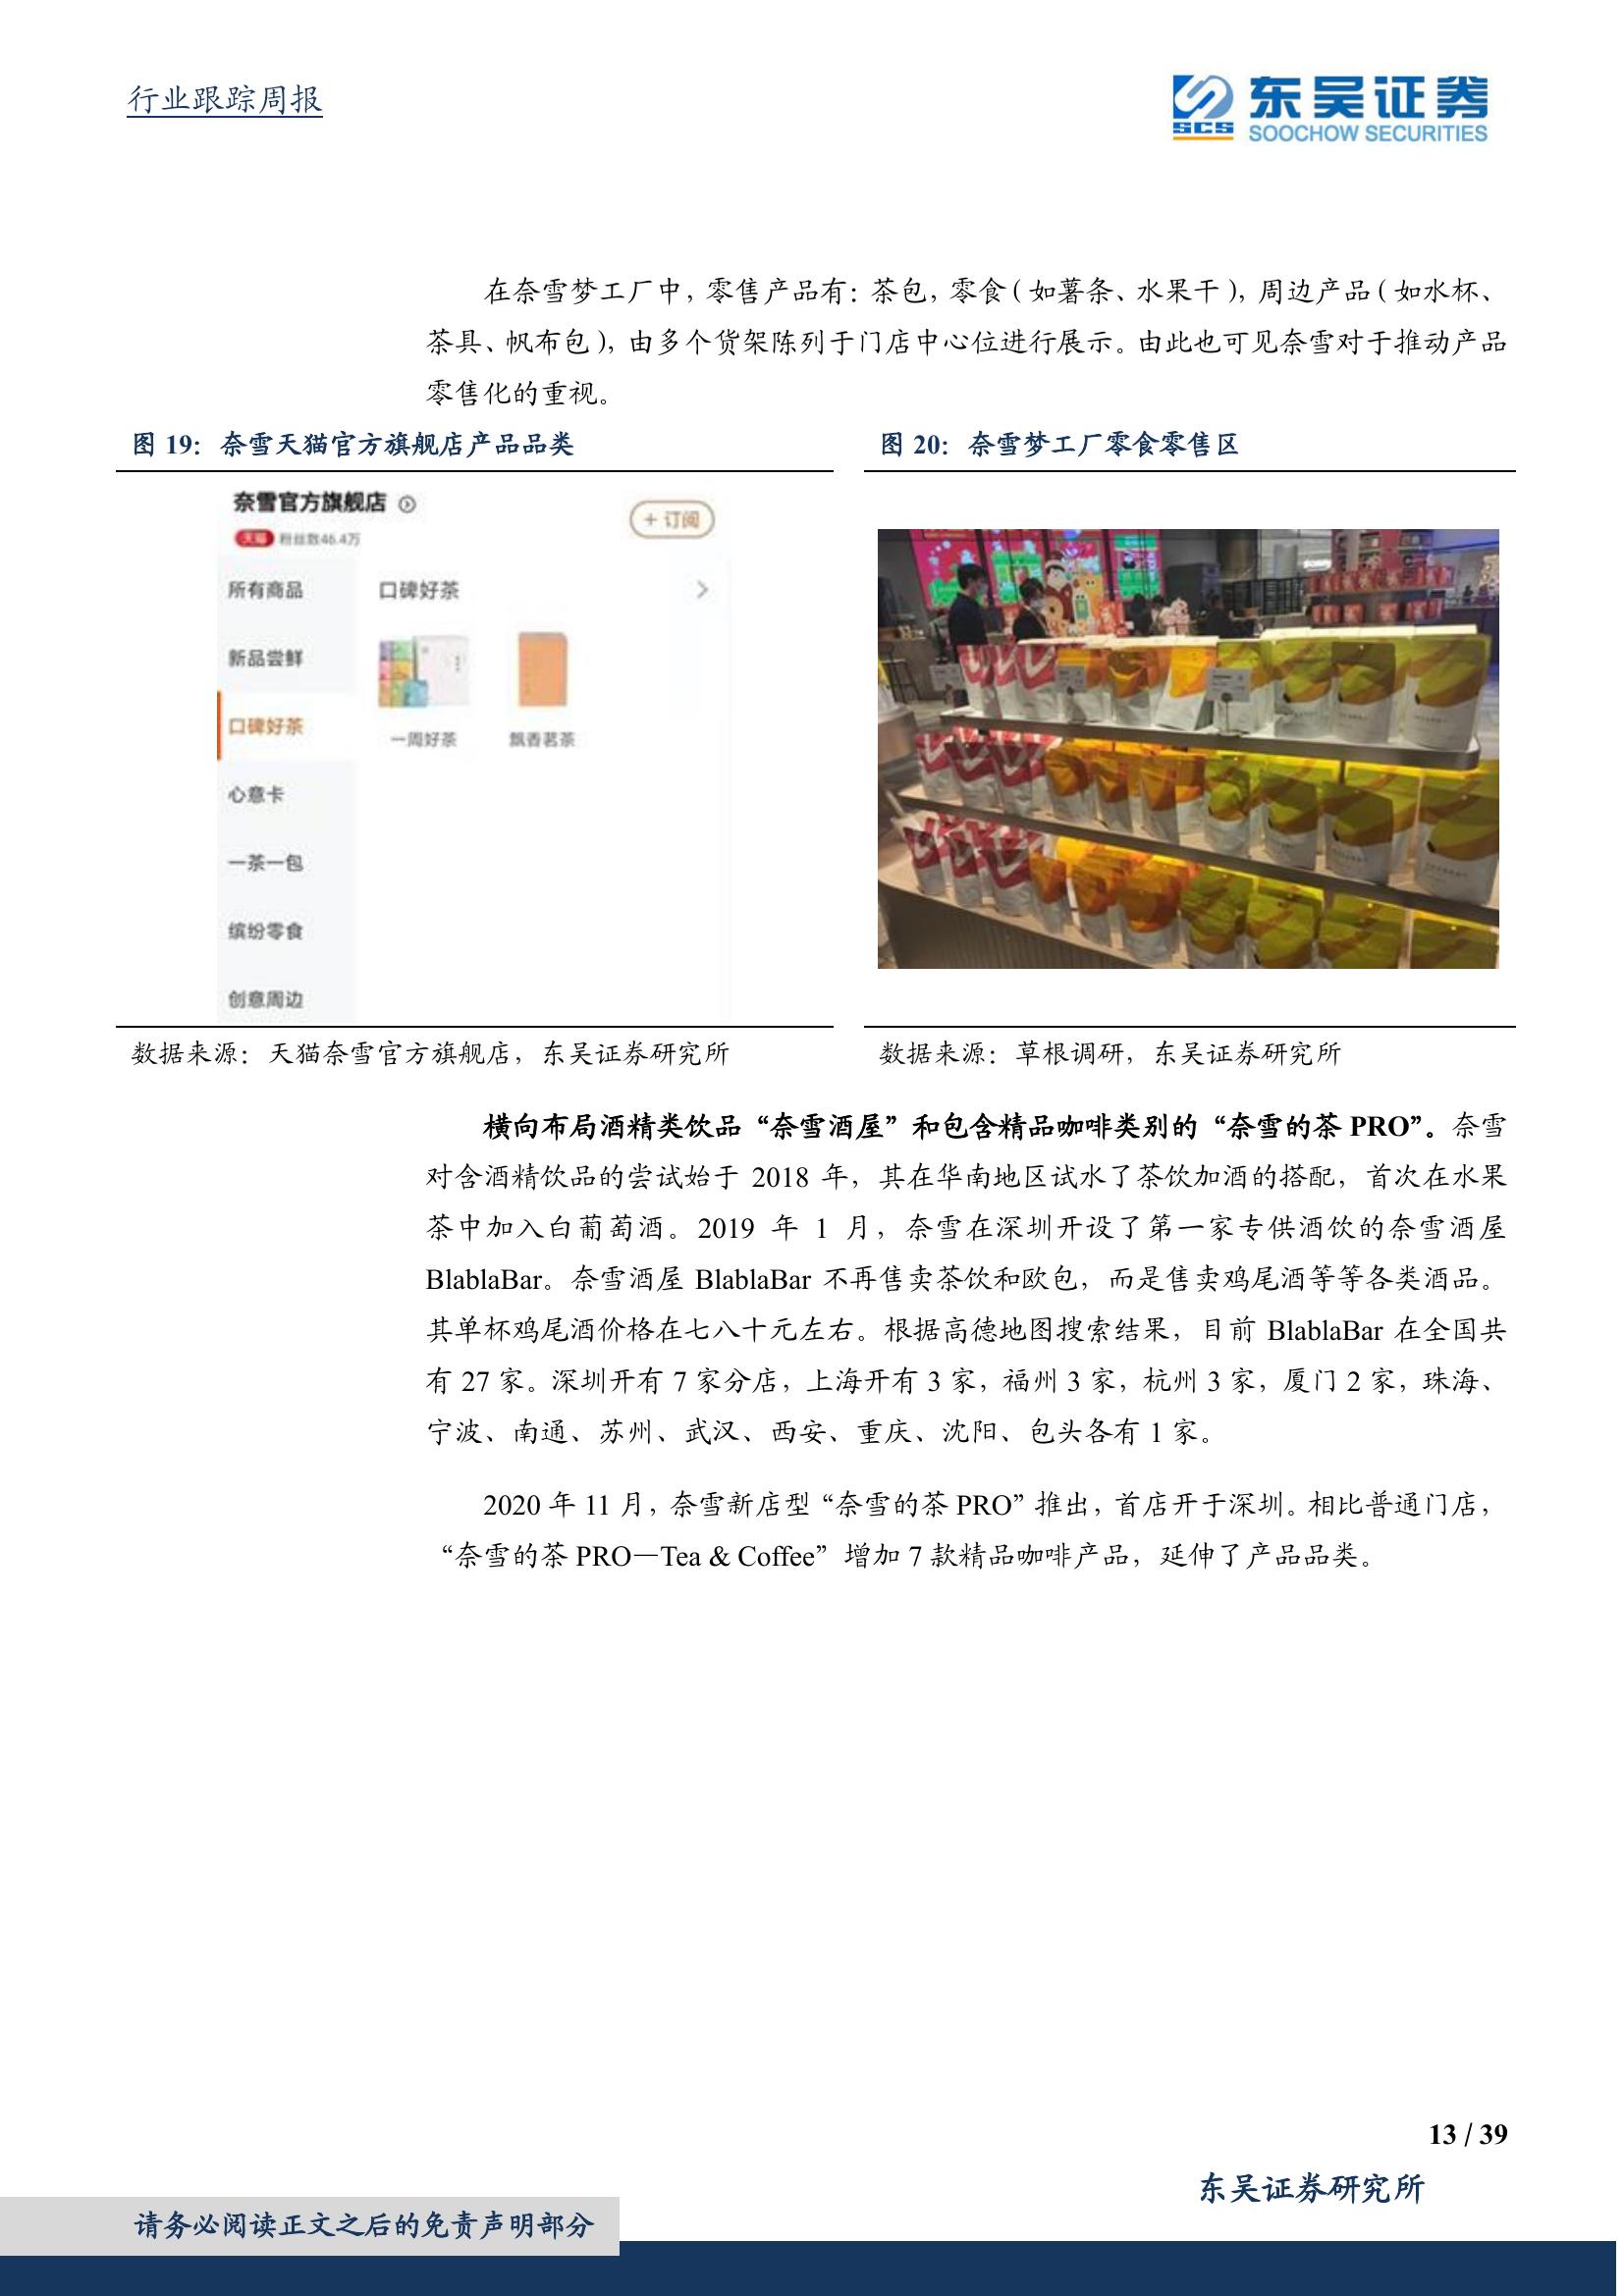 行业跟踪周报
东吴证券
SCS
SOOCHOW SECURITIES
在奈雪梦工厂中，零售产品有：茶包，零食（如薯条、水果干），周边产品（如水杯、
茶具、帆布包），由多个货架陈列于门店中心位进行展示。由此也可见奈雪对于推动产品
零售化的重视。
图 19：奈雪天猫官方旗舰店产品品类
奈雪官方旗舰店
+ 订阅
天猫 粉丝数46.4万
所有商品
口碑好茶
新品尝鲜
口碑好茶
一周好茶
飘香茗茶
心意卡
一茶一包
缤纷零食
创意周边
数据来源：天猫奈雪官方旗舰店，东吴证券研究所
图 20：奈雪梦工厂零食零售区
数据来源：草根调研，东吴证券研究所
横向布局酒精类饮品“奈雪酒屋”和包含精品咖啡类别的“奈雪的茶 PRO”。奈雪
对含酒精饮品的尝试始于 2018 年，其在华南地区试水了茶饮加酒的搭配，首次在水果
茶中加入白葡萄酒。2019 年 1 月，奈雪在深圳开设了第一家专供酒饮的奈雪酒屋
BlablaBar。奈雪酒屋 BlablaBar 不再售卖茶饮和欧包，而是售卖鸡尾酒等等各类酒品。
其单杯鸡尾酒价格在七八十元左右。根据高德地图搜索结果，目前 BlablaBar 在全国共
有 27 家。深圳开有 7 家分店，上海开有 3 家，福州 3 家，杭州 3 家，厦门 2 家，珠海、
宁波、南通、苏州、武汉、西安、重庆、沈阳、包头各有 1 家。
2020 年 11 月，奈雪新店型“奈雪的茶 PRO”推出，首店开于深圳。相比普通门店，
“奈雪的茶 PRO—Tea & Coffee”增加 7 款精品咖啡产品，延伸了产品品类。
13 / 39
东吴证券研究所
请务必阅读正文之后的免责声明部分